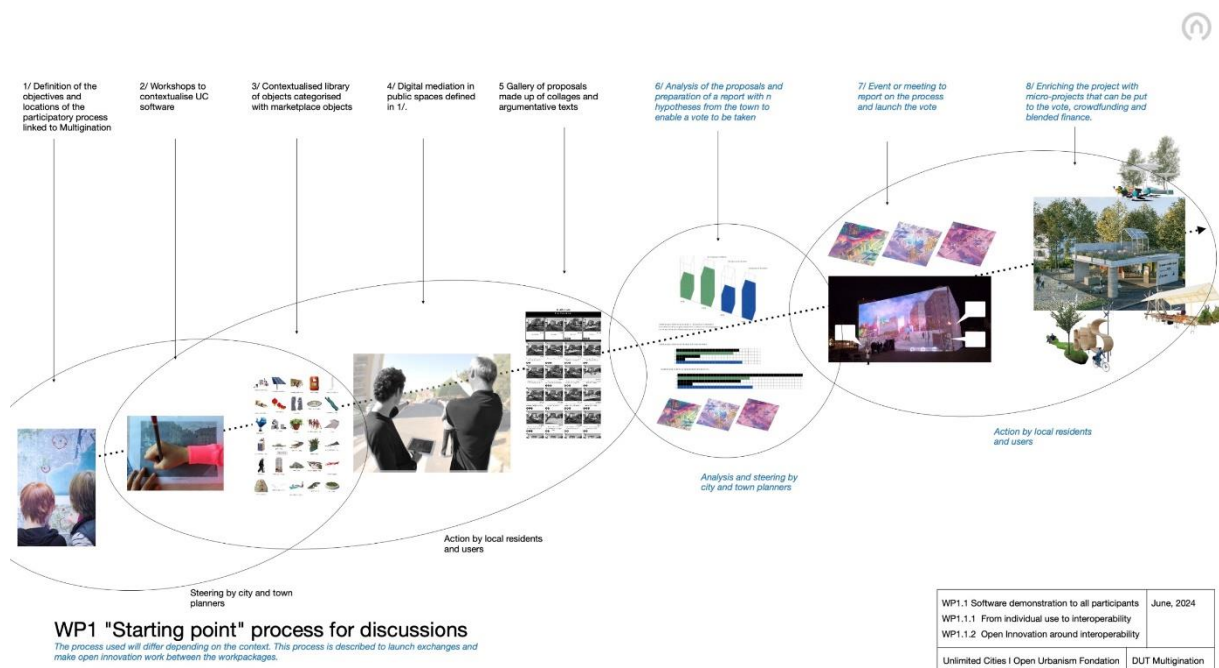 1/ Definition of the
objectives and
locations of the
participatory process
linked to Multigination
2/ Workshops to
contextualise UC
software
3/ Contextualised library
of objects categorised
with marketplace objects
4/ Digital mediation in
public spaces defined
in 1/.
5 Gallery of proposals
made up of collages and
argumentative texts
6/ Analysis of the proposals and
preparation of a report with n
hypotheses from the town to
enable a vote to be taken
7/ Event or meeting to
report on the process
and launch the vote
8/ Enriching the project with
micro-projects that can be put
to the vote, crowdfunding and
blended finance.
Action by local residents
and users
Analysis and steering by
city and town planners
Action by local residents
and users
Steering by city and town
planners
WP1 "Starting point" process for discussions
The process used will differ depending on the context. This process is described to launch exchanges and
make open innovation work between the workpackages.
WP1.1 Software demonstration to all participants
June, 2024
WP1.1.1 From individual use to interoperability
WP1.1.2 Open Innovation around interoperability
Unlimited Cities I Open Urbanism Fondation
DUT Multigination